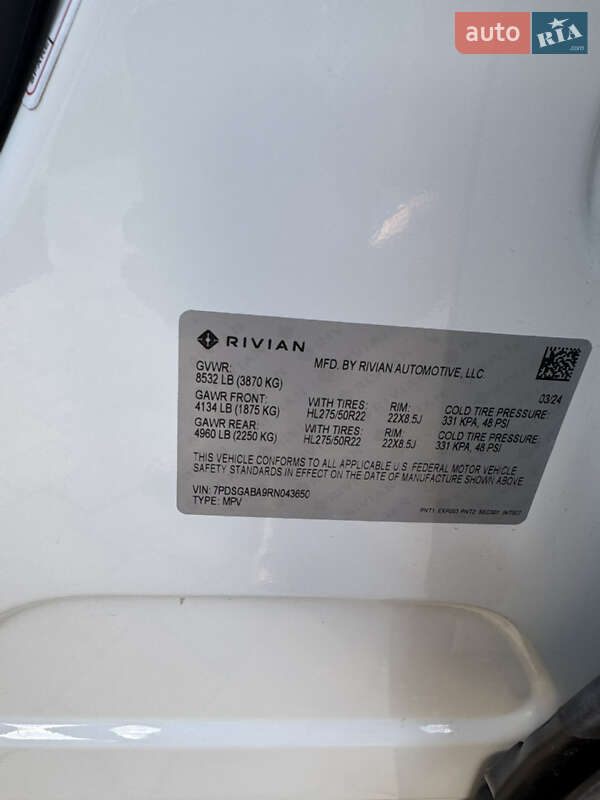 auto RIA.com
SPARE
RIVIAN
MFD. BY RIVIAN AUTOMOTIVE, LLC
GVWR:
8532 LB (3870 KG)
03/24
GAWR FRONT: WITH TIRES: RIM: COLD TIRE PRESSURE:
4134 LB (1875 KG) HL275/50R22 22X8.5J 331 KPA, 48 PSI
GAWR REAR: WITH TIRES: RIM: COLD TIRE PRESSURE:
4960 LB (2250 KG) HL275/50R22 22X8.5J 331 KPA, 48 PSI
THIS VEHICLE CONFORMS TO ALL APPLICABLE U.S. FEDERAL MOTOR VEHICLE
SAFETY STANDARDS IN EFFECT ON THE DATE OF MANUFACTURE SHOWN ABOVE.
VIN: 7PDSGABA9RN043650
TYPE: MPV